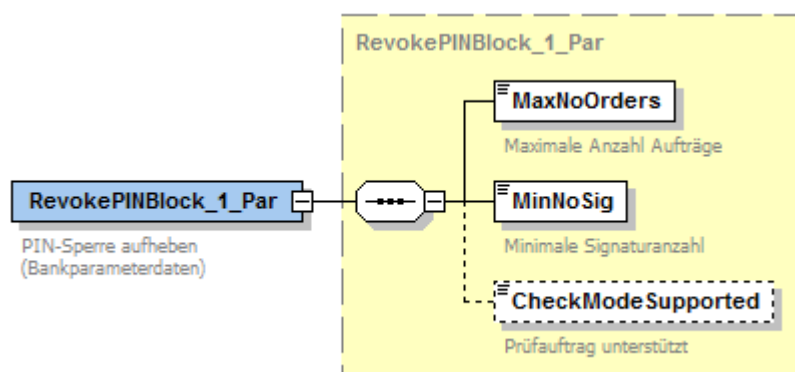 RevokePINBlock_1_Par
MaxNoOrders
Maximale Anzahl Aufträge
RevokePINBlock_1_Par
PIN-Sperre aufheben
(Bankparameterdaten)
MinNoSig
Minimale Signaturanzahl
CheckModeSupported
Prüfauftrag unterstützt